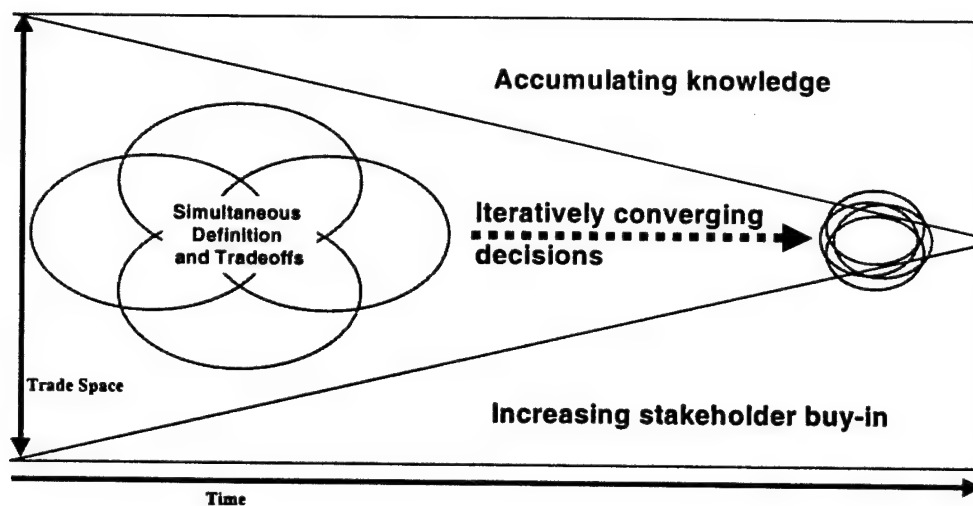 Accumulating knowledge
Simultaneous
Definition
and Tradeoffs
Iteratively converging
decisions
Trade Space
Increasing stakeholder buy-in
Time